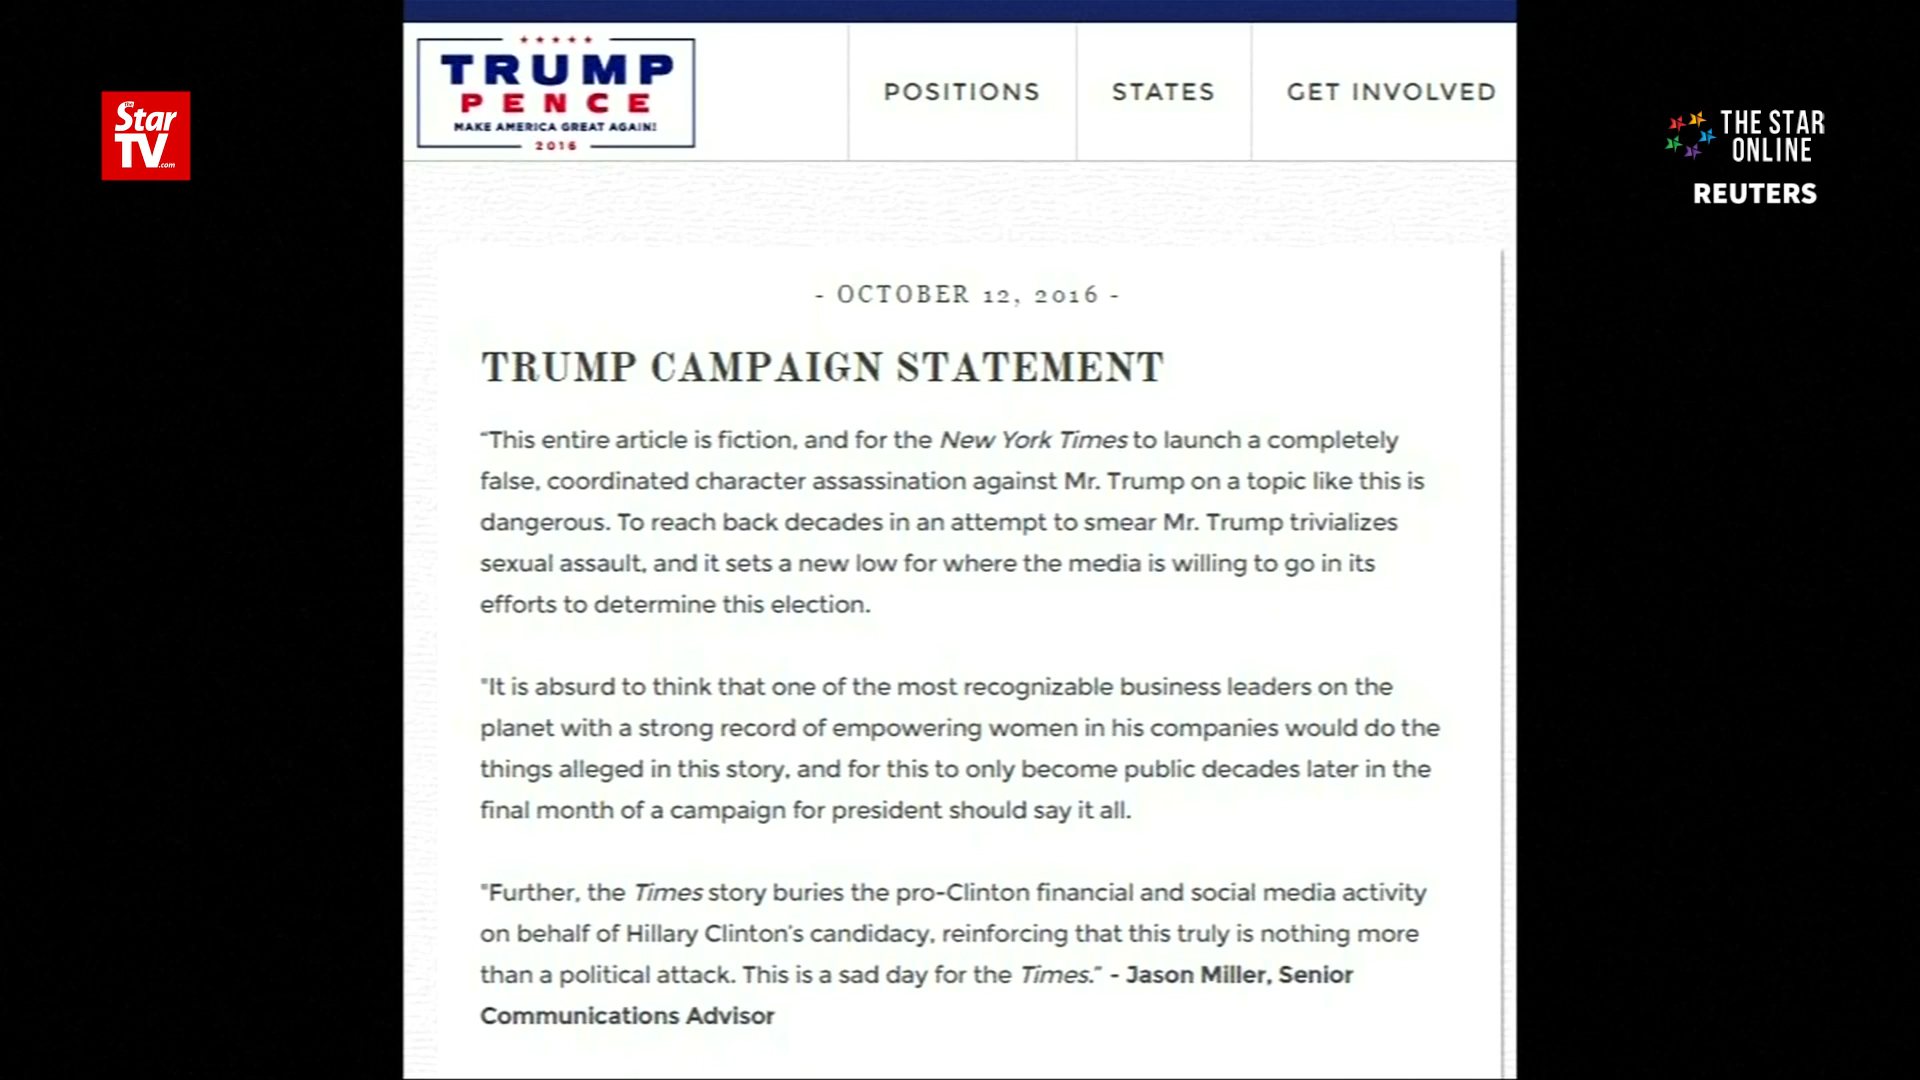 TRUMP
PENCE
MAKE AMERICA GREAT AGAIN!
2016
POSITIONS
STATES
GET INVOLVED
The
Star
TV.com
THE STAR
ONLINE
REUTERS
- OCTOBER 12, 2016 -
TRUMP CAMPAIGN STATEMENT
“This entire article is fiction, and for the New York Times to launch a completely
false, coordinated character assassination against Mr. Trump on a topic like this is
dangerous. To reach back decades in an attempt to smear Mr. Trump trivializes
sexual assault, and it sets a new low for where the media is willing to go in its
efforts to determine this election.
"It is absurd to think that one of the most recognizable business leaders on the
planet with a strong record of empowering women in his companies would do the
things alleged in this story, and for this to only become public decades later in the
final month of a campaign for president should say it all.
"Further, the Times story buries the pro-Clinton financial and social media activity
on behalf of Hillary Clinton's candidacy, reinforcing that this truly is nothing more
than a political attack. This is a sad day for the Times.” - Jason Miller, Senior
Communications Advisor